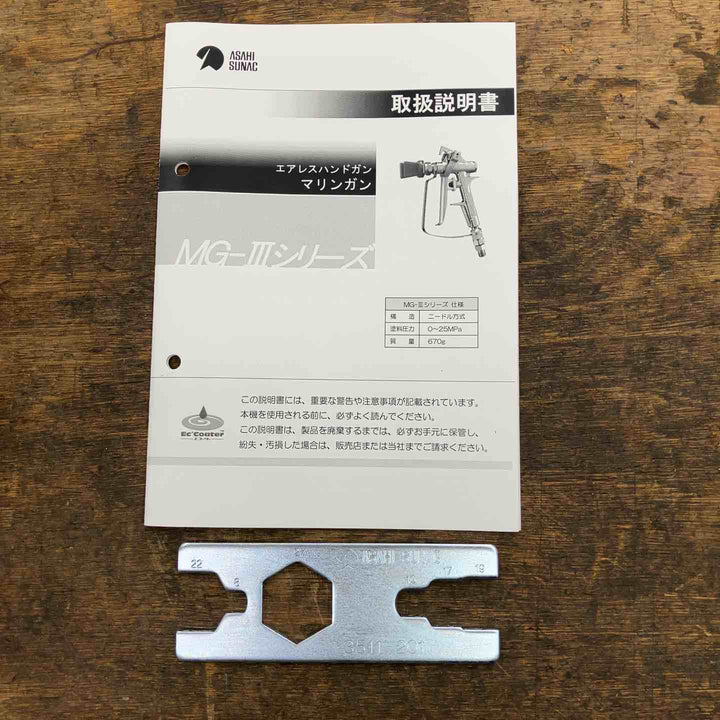 ASAHI
SUNAC
取扱説明書
エアレスハンドガン
マリンガン
MG-Ⅲシリーズ
MG-Ⅲシリーズ 仕様
構 造 ニードル方式
塗料圧力 0～25MPa
質 量 670g
この説明書には、重要な警告や注意事項が記載されています。
本機を使用される前に、必ずよく読んでください。
この説明書は、製品を廃棄するまでは、必ずお手元に保管し、
紛失・汚損した場合は、販売店または当社までご請求ください。
Ec'Coater
22
8
17
19
3511